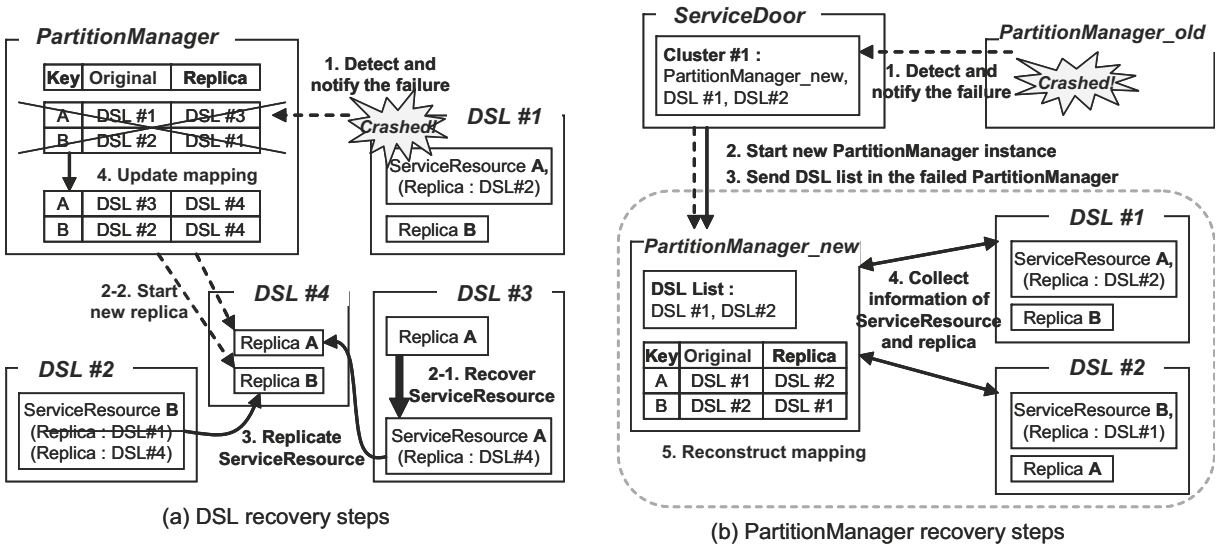 PartitionManager
Key Original Replica
A DSL #1 DSL #3
B DSL #2 DSL #1
4. Update mapping
A DSL #3 DSL #4
B DSL #2 DSL #4
1. Detect and
notify the failure
Crashed!
DSL #1
ServiceResource A,
(Replica : DSL#2)
Replica B
2-2. Start
new replica
DSL #4
Replica A
Replica B
DSL #3
Replica A
2-1. Recover
ServiceResource
ServiceResource A
(Replica : DSL#4)
DSL #2
ServiceResource B
(Replica : DSL#1)
(Replica : DSL#4)
3. Replicate
ServiceResource
(a) DSL recovery steps
ServiceDoor
Cluster #1 :
PartitionManager_new,
DSL #1, DSL#2
PartitionManager_old
1. Detect and
notify the failure
Crashed!
2. Start new PartitionManager instance
3. Send DSL list in the failed PartitionManager
PartitionManager_new
DSL List :
DSL #1, DSL#2
Key Original Replica
A DSL #1 DSL #2
B DSL #2 DSL #1
5. Reconstruct mapping
4. Collect
information of
ServiceResource
and replica
DSL #1
ServiceResource A,
(Replica : DSL#2)
Replica B
DSL #2
ServiceResource B,
(Replica : DSL#1)
Replica A
(b) PartitionManager recovery steps